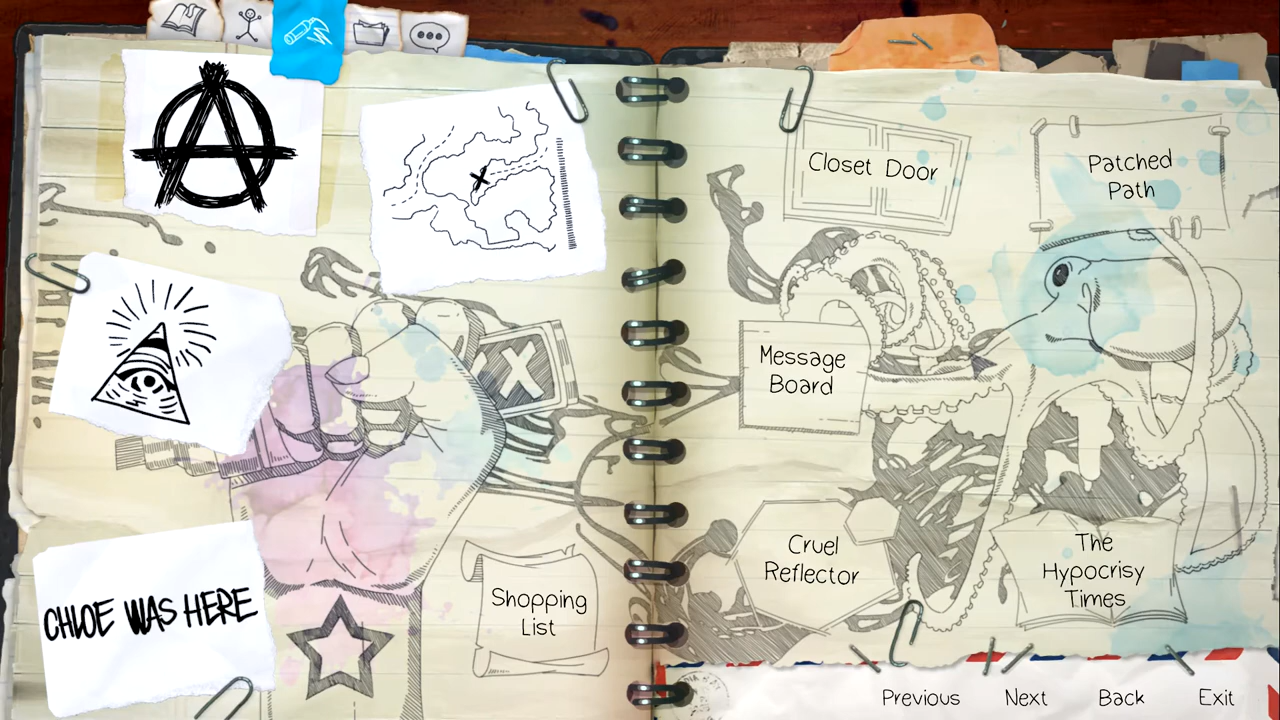 CHLOE WAS HERE
Shopping
List
Closet Door
Patched
Path
Message
Board
Cruel
Reflector
The
Hypocrisy
Times
Previous
Next
Back
Exit